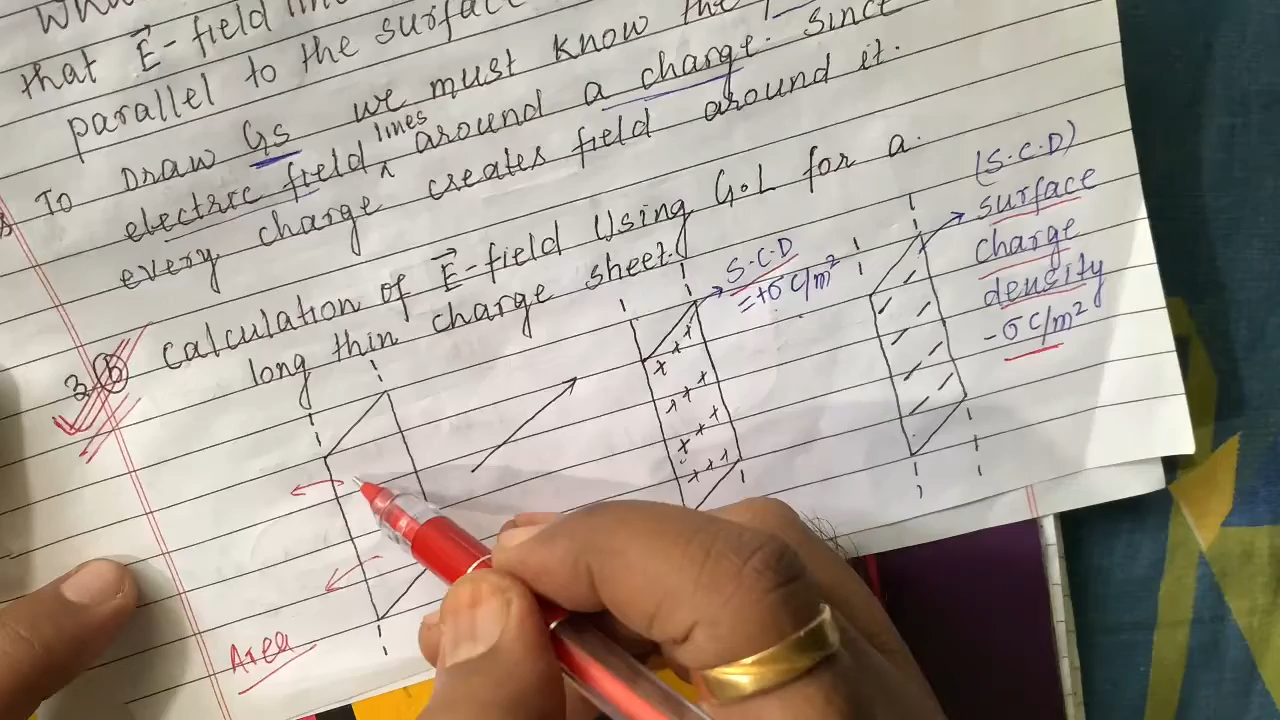 that E⃗-field
parallel to the surface
To Draw GS we must know the
electric field lines around a charge. Since
every charge creates field around it.
3 B Calculation of E⃗-field Using G.L for a
long thin charge sheet.
S.C.D
=+σ C/m²
(S.C.D)
surface
charge
density
-σ C/m²
Area